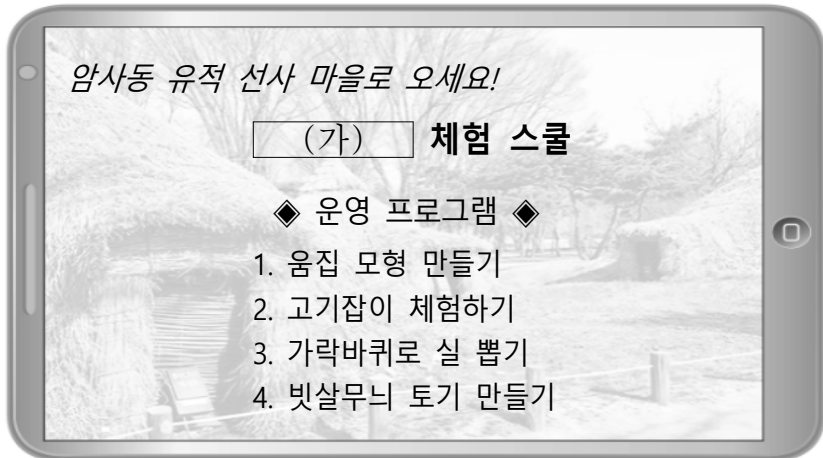 암사동 유적 선사 마을로 오세요!
(가) 체험 스쿨
◈ 운영 프로그램 ◈
1. 움집 모형 만들기
2. 고기잡이 체험하기
3. 가락바퀴로 실 뽑기
4. 빗살무늬 토기 만들기